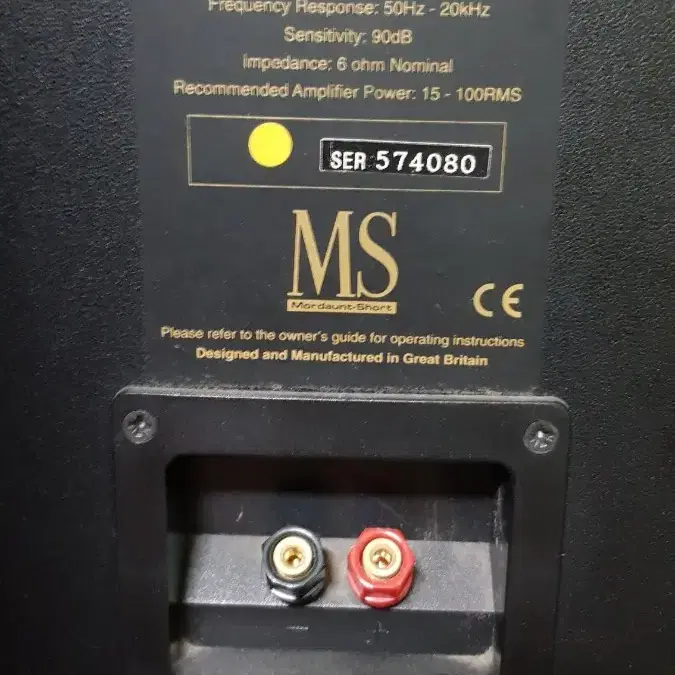 Frequency Response: 50Hz - 20kHz
Sensitivity: 90dB
Impedance: 6 ohm Nominal
Recommended Amplifier Power: 15 - 100RMS
SER 574080
MS
Mordaunt-Short
CE
Please refer to the owner's guide for operating instructions
Designed and Manufactured in Great Britain